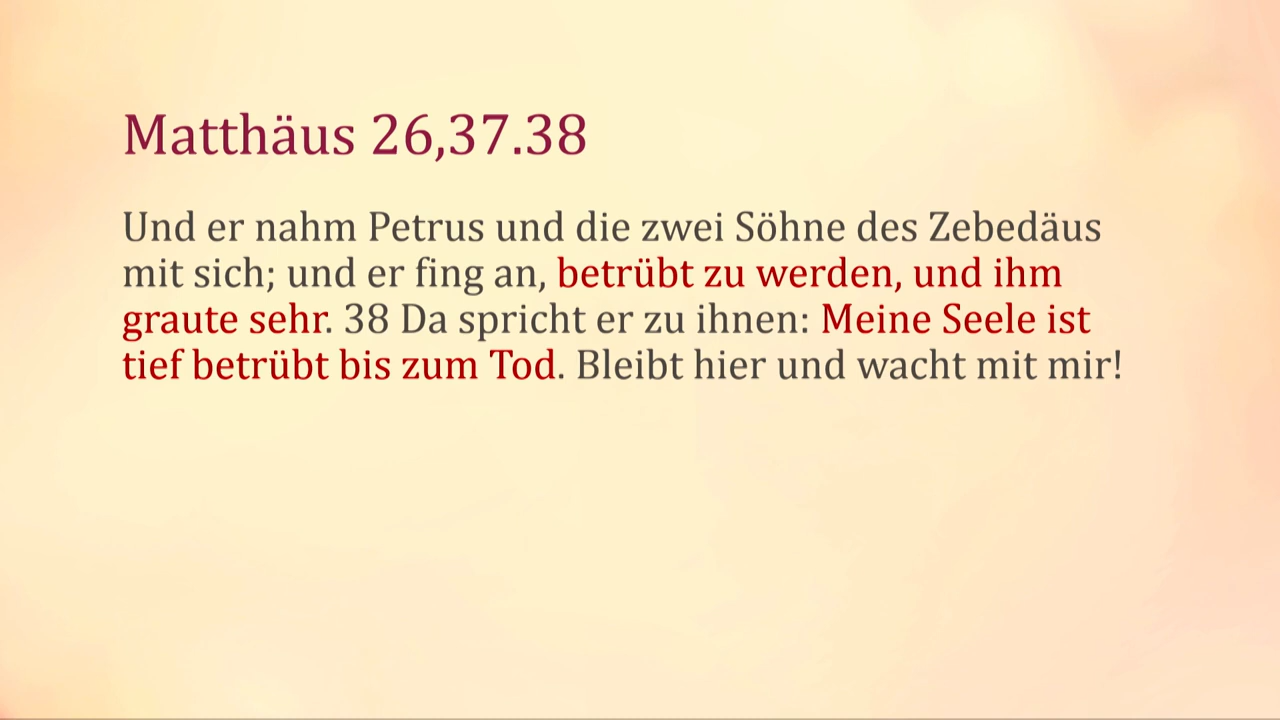 Matthäus 26,37.38
Und er nahm Petrus und die zwei Söhne des Zebedäus
mit sich; und er fing an, betrübt zu werden, und ihm
graute sehr. 38 Da spricht er zu ihnen: Meine Seele ist
tief betrübt bis zum Tod. Bleibt hier und wacht mit mir!